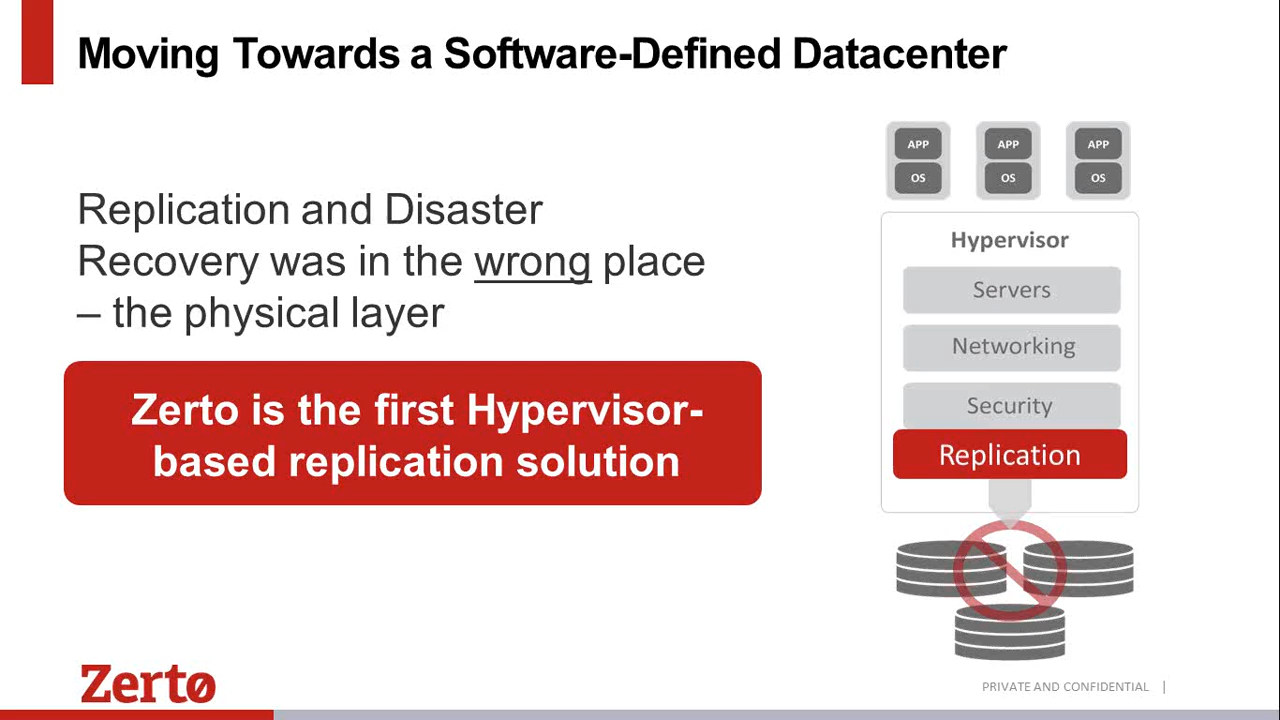 Moving Towards a Software-Defined Datacenter
Replication and Disaster
Recovery was in the wrong place
– the physical layer
Zerto is the first Hypervisor-
based replication solution
APP
OS
APP
OS
APP
OS
Hypervisor
Servers
Networking
Security
Replication
Zerto
PRIVATE AND CONFIDENTIAL |